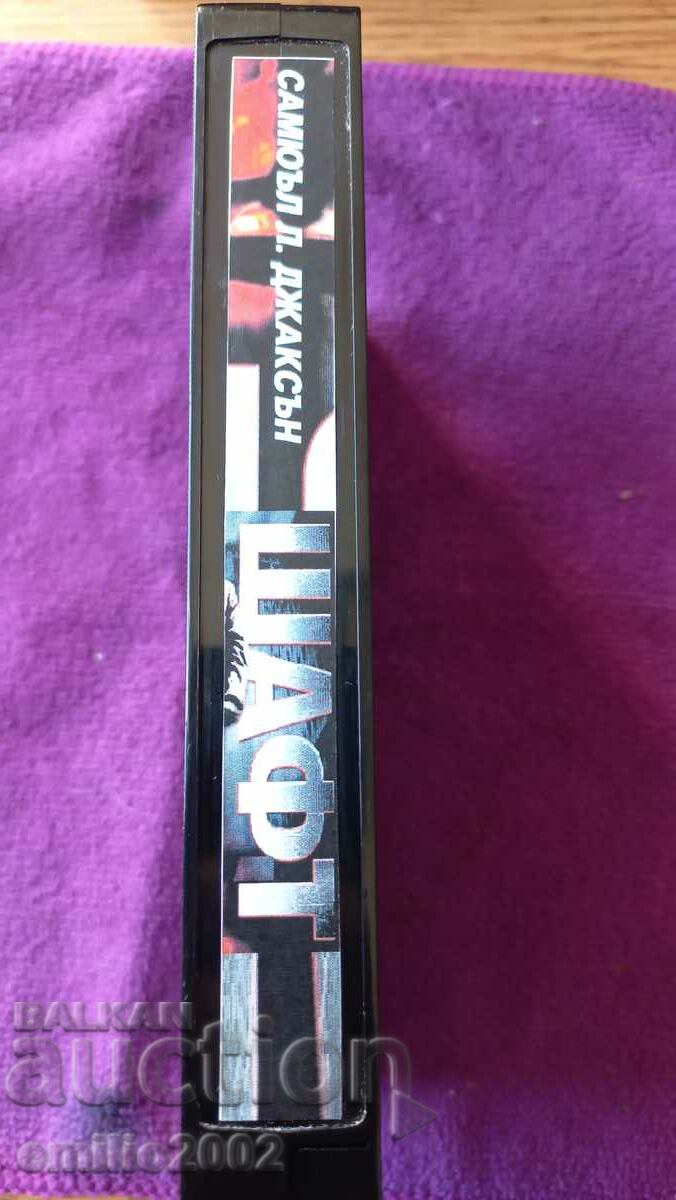 САМЮЪЛ Л. ДЖАКСЪН
ШАФТ
BALKAN
auction
emilio2002